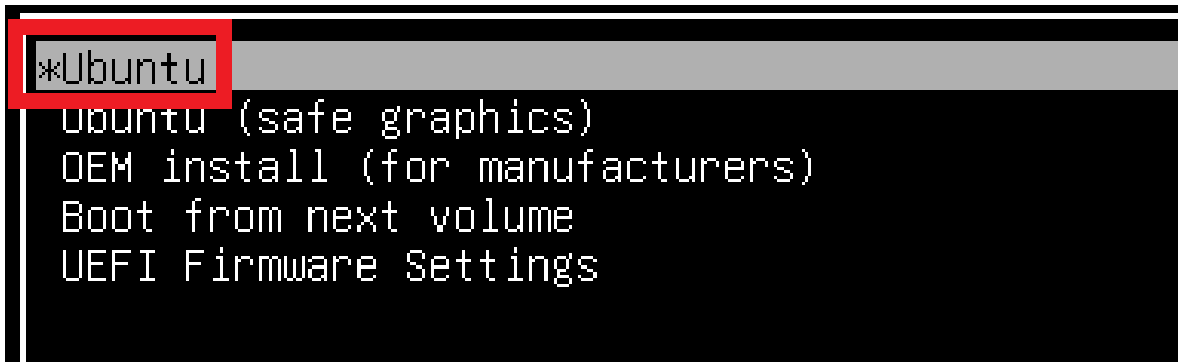 *Ubuntu
Ubuntu (safe graphics)
OEM install (for manufacturers)
Boot from next volume
UEFI Firmware Settings